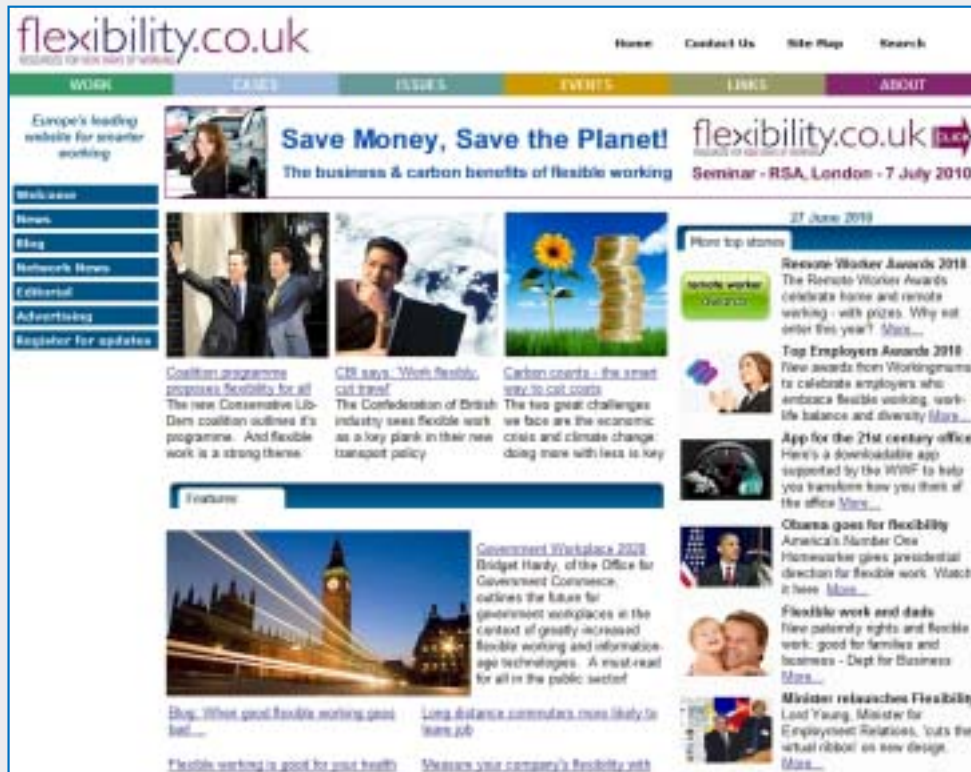 flexibility.co.uk
RESOURCES FOR NEW WAYS OF WORKING
Home Contact Us Site Map Search
WORK CASES ISSUES EVENTS LINKS ABOUT
Europe's leading
website for smarter
working
Welcome
News
Blog
Network News
Editorial
Advertising
Register for updates
Save Money, Save the Planet!
The business & carbon benefits of flexible working
flexibility.co.uk
RESOURCES FOR NEW WAYS OF WORKING
CLICK
Seminar - RSA, London - 7 July 2010
Coalition programme
proposes flexibility for all
The new Conservative Lib-
Dem coalition outlines it's
programme. And flexible
work is a strong theme
CBI says: 'Work flexibly,
cut travel'
The Confederation of British
industry sees flexible work
as a key plank in their new
transport policy
Carbon counts - the smart
way to cut costs
The two great challenges
we face are the economic
crisis and climate change:
doing more with less is key
Features
Government Workplace 2020
Bridget Hardy, of the Office for
Government Commerce,
outlines the future for
government workplaces in the
context of greatly increased
flexible working and information-
age technologies. A must-read
for all in the public sector!
Blog: When good flexible working goes
bad ...
Long distance commuters more likely to
leave job
Flexible working is good for your health
Measure your company's flexibility with
27 June 2010
More top stories
remote worker
awards
Remote Worker Awards 2010
The Remote Worker Awards
celebrate home and remote
working - with prizes. Why not
enter this year? More...
Top Employers Awards 2010
New awards from Workingmums
to celebrate employers who
embrace flexible working, work-
life balance and diversity More...
App for the 21st century office
Here's a downloadable app
supported by the WWF to help
you transform how you think of
the office More...
Obama goes for flexibility
America's Number One
Homeworker gives presidential
direction for flexible work. Watch
it here. More...
Flexible work and dads
New paternity rights and flexible
work: good for families and
business - Dept for Business
More...
Minister relaunches Flexibility
Lord Young, Minister for
Employment Relations, 'cuts the
virtual ribbon' on new design.
More...